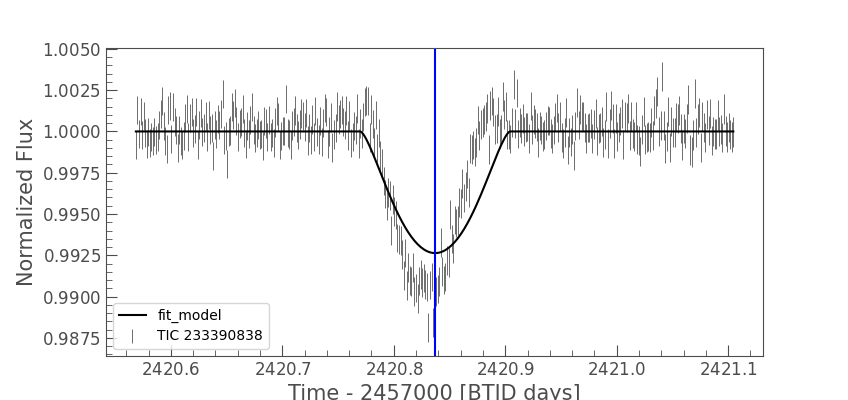 1.0050
1.0025
1.0000
0.9975
0.9950
0.9925
0.9900
0.9875
Normalized Flux
fit_model
TIC 233390838
2420.6 2420.7 2420.8 2420.9 2421.0 2421.1
Time - 2457000 [BTJD days]